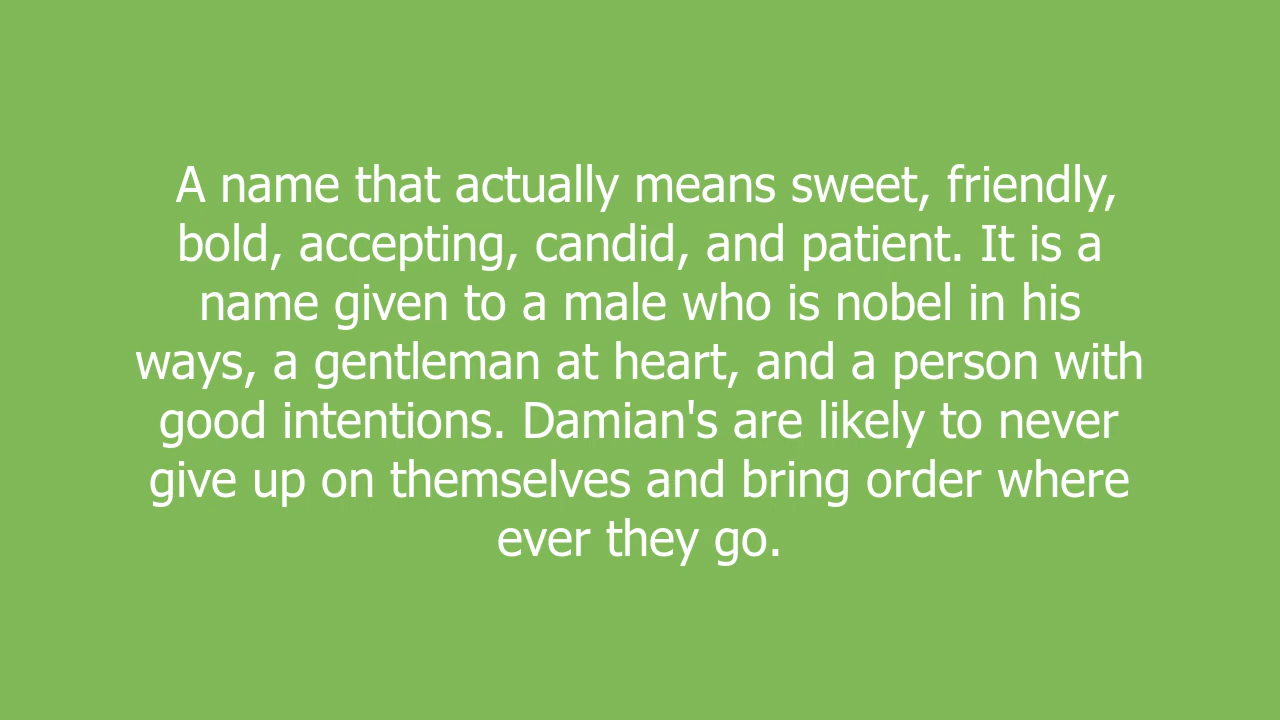 A name that actually means sweet, friendly,
bold, accepting, candid, and patient. It is a
name given to a male who is nobel in his
ways, a gentleman at heart, and a person with
good intentions. Damian's are likely to never
give up on themselves and bring order where
ever they go.